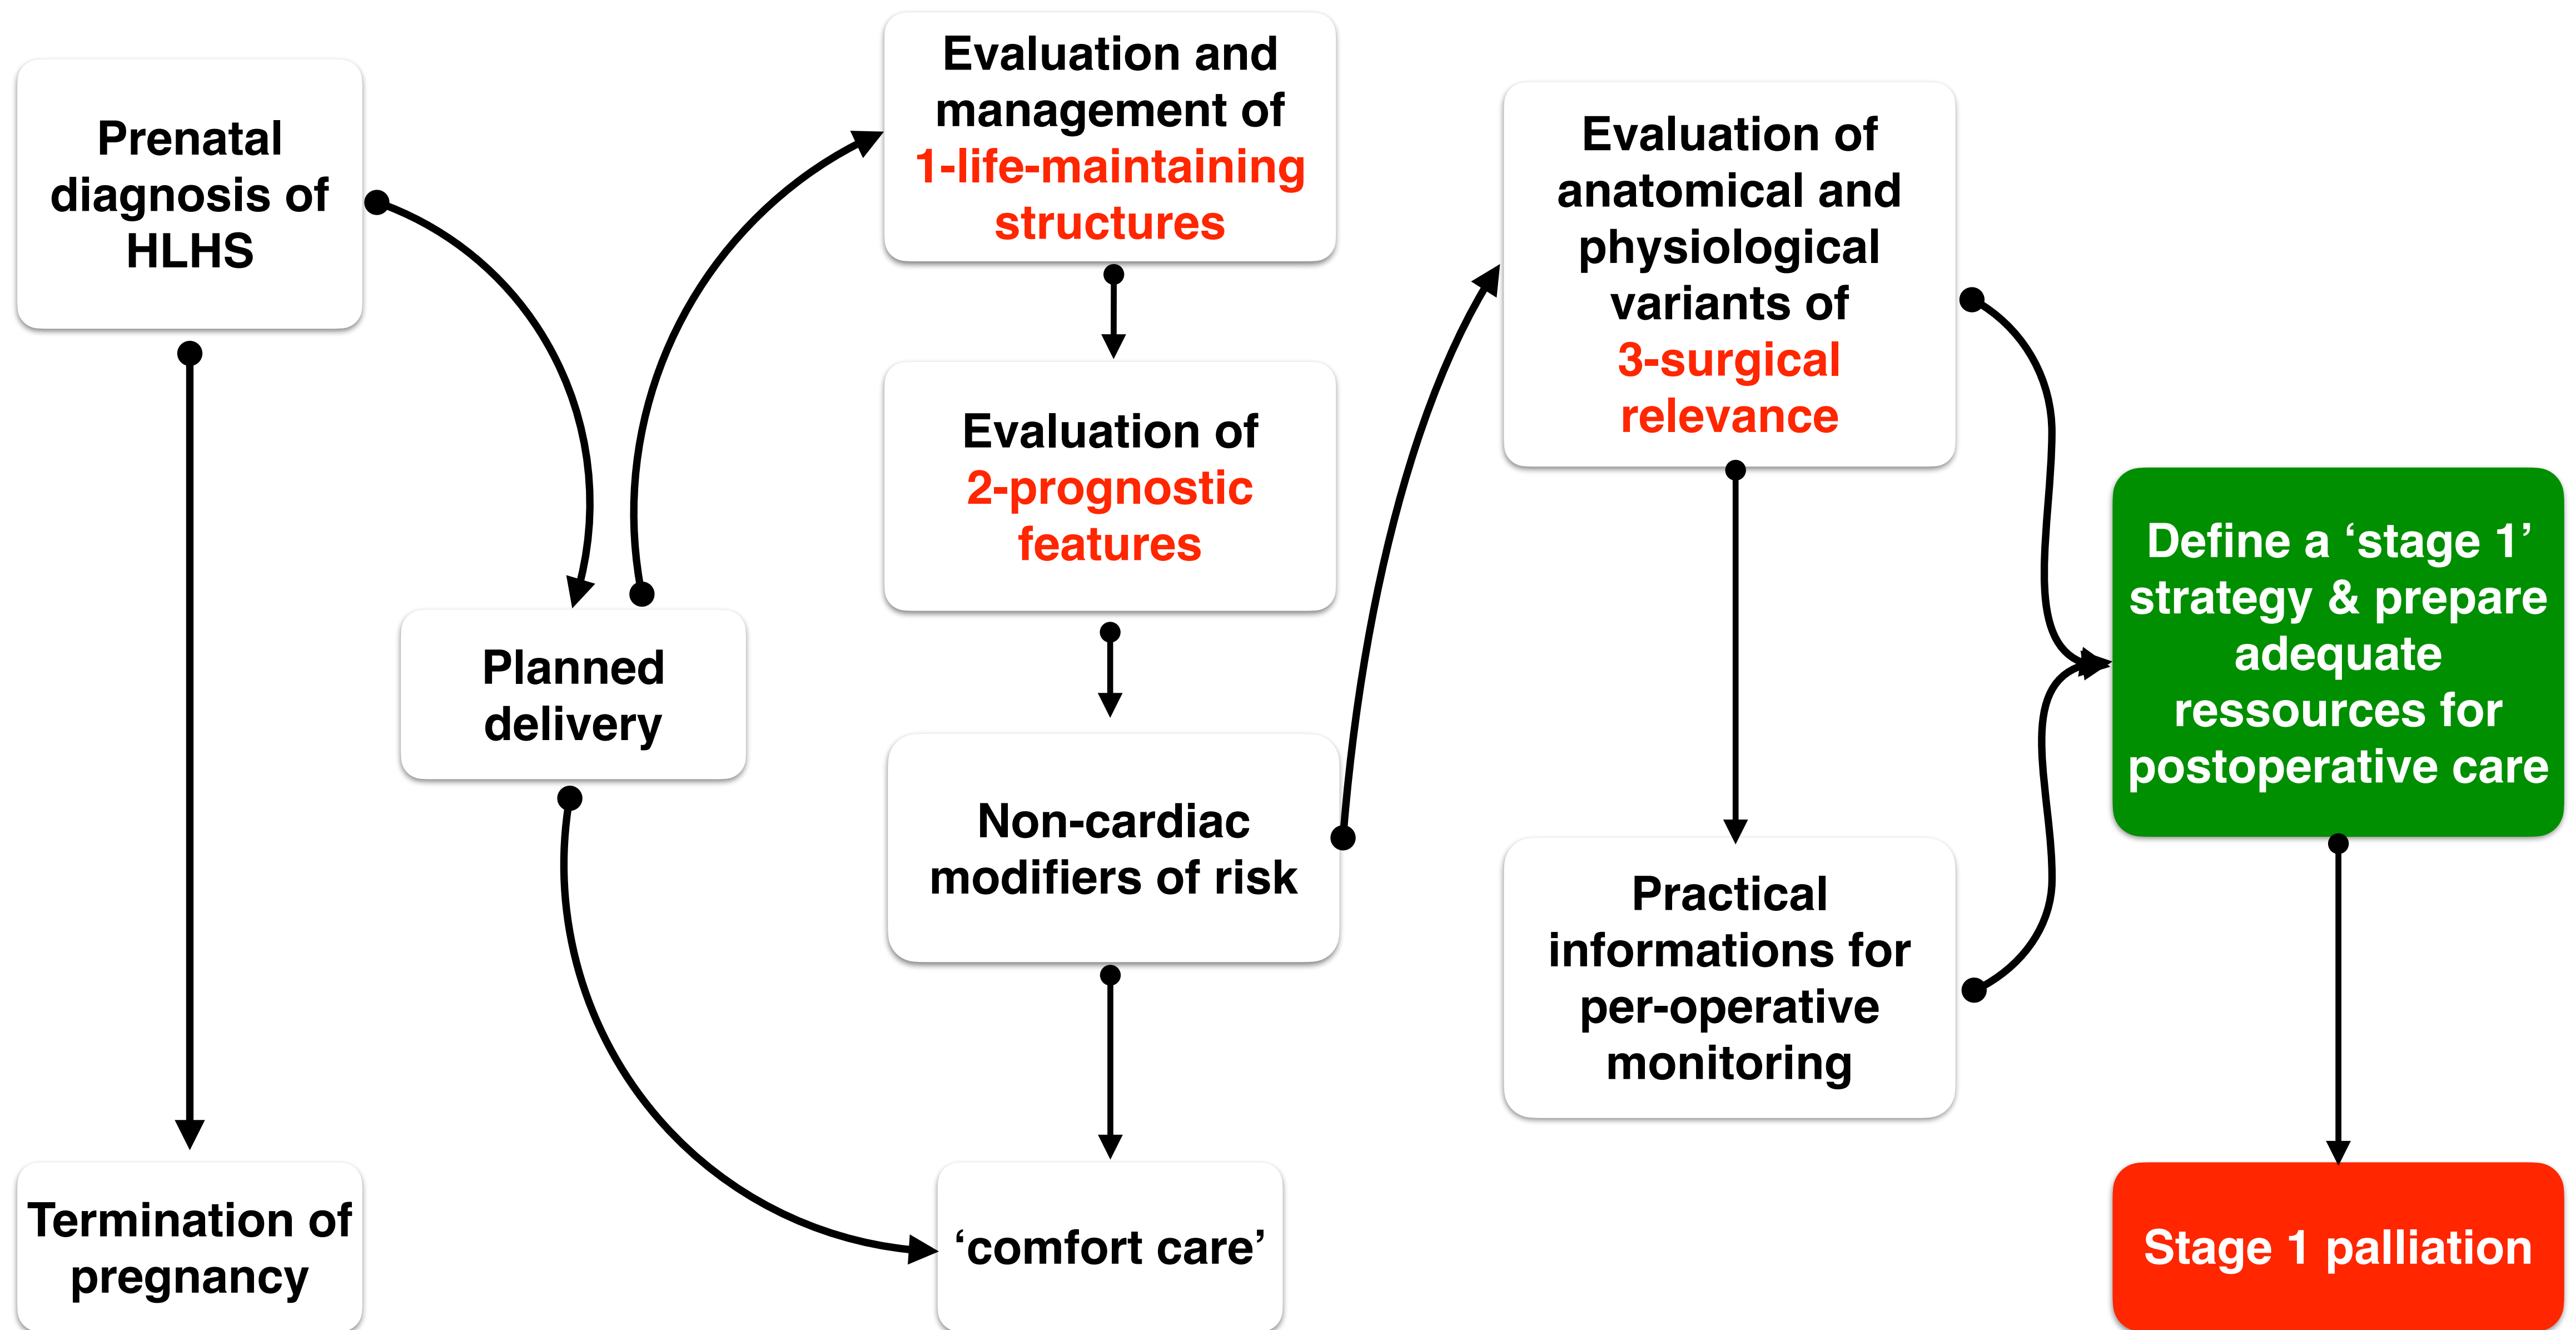 Prenatal
diagnosis of
HLHS
Termination of
pregnancy
Planned
delivery
Evaluation and
management of
1-life-maintaining
structures
Evaluation of
2-prognostic
features
Non-cardiac
modifiers of risk
‘comfort care’
Evaluation of
anatomical and
physiological
variants of
3-surgical
relevance
Practical
informations for
per-operative
monitoring
Define a ‘stage 1’
strategy & prepare
adequate
ressources for
postoperative care
Stage 1 palliation